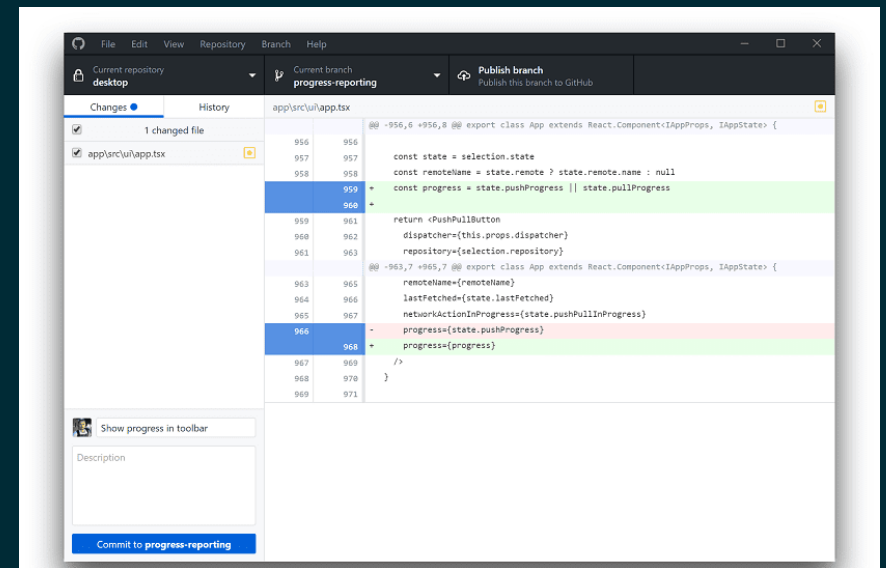 File Edit View Repository Branch Help
Current repository
desktop
Current branch
progress-reporting
Publish branch
Publish this branch to GitHub
Changes History
1 changed file
app\src\ui\app.tsx
Show progress in toolbar
Description
Commit to progress-reporting
app\src\ui\app.tsx
@@ -956,6 +956,8 @@ export class App extends React.Component<IAppProps, IAppState> {
956 956
957 957 const state = selection.state
958 958 const remoteName = state.remote ? state.remote.name : null
959 + const progress = state.pushProgress || state.pullProgress
960 +
959 961 return <PushPullButton
960 962 dispatcher={this.props.dispatcher}
961 963 repository={selection.repository}
@@ -963,7 +965,7 @@ export class App extends React.Component<IAppProps, IAppState> {
963 965 remoteName={remoteName}
964 966 lastFetched={state.lastFetched}
965 967 networkActionInProgress={state.pushPullInProgress}
966 - progress={state.pushProgress}
968 + progress={progress}
967 969 />
968 970 }
969 971